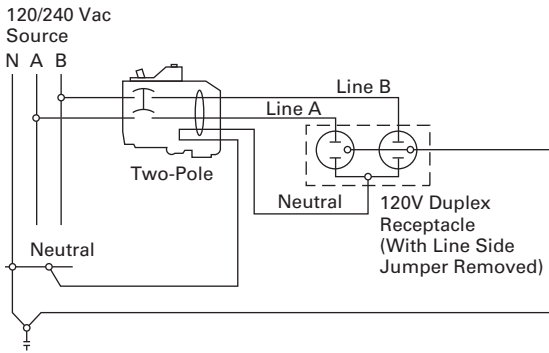 120/240 Vac
Source
N A B
Line B
Line A
Two-Pole
Neutral
120V Duplex
Receptacle
(With Line Side
Jumper Removed)
Neutral